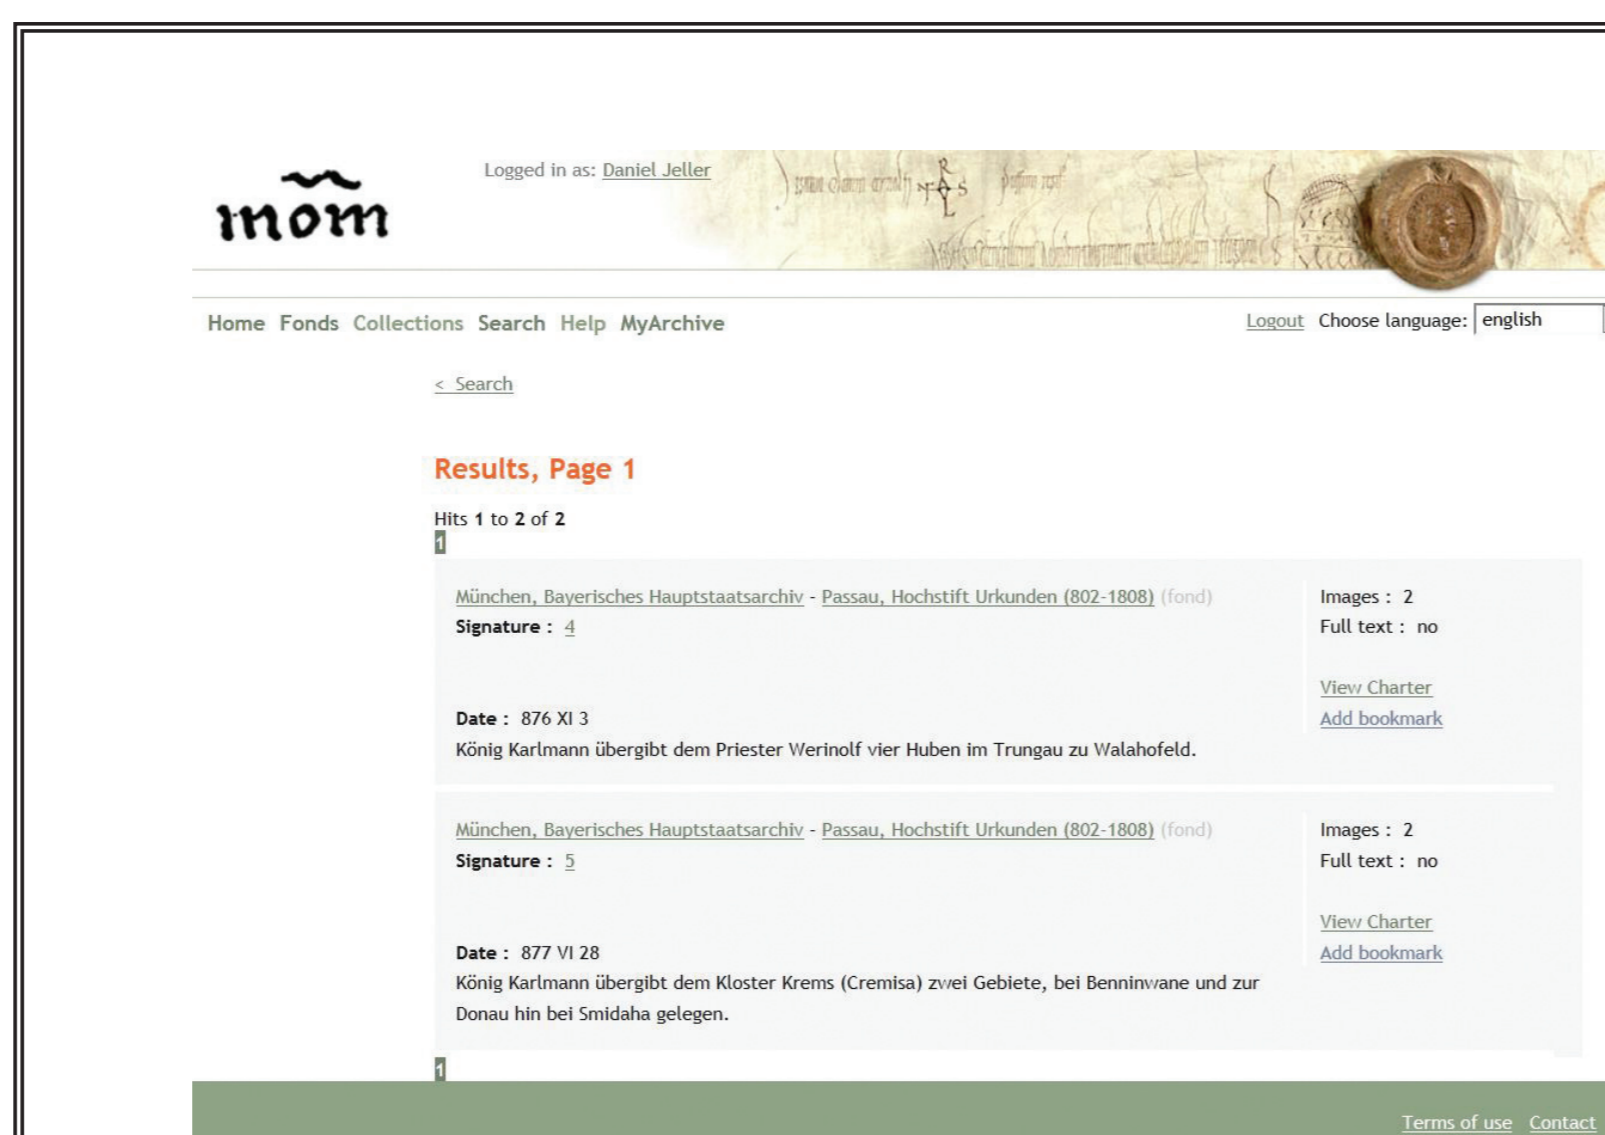 mom
Logged in as: Daniel Jeller
Home Fonds Collections Search Help MyArchive
Logout Choose language: english
< Search
Results, Page 1
Hits 1 to 2 of 2
1
München, Bayerisches Hauptstaatsarchiv - Passau, Hochstift Urkunden (802-1808) (fond)
Images : 2
Signature : 4
Full text : no
View Charter
Date : 876 XI 3
Add bookmark
König Karlmann übergibt dem Priester Werinolf vier Huben im Trungau zu Walahofeld.
München, Bayerisches Hauptstaatsarchiv - Passau, Hochstift Urkunden (802-1808) (fond)
Images : 2
Signature : 5
Full text : no
View Charter
Date : 877 VI 28
Add bookmark
König Karlmann übergibt dem Kloster Krems (Cremisa) zwei Gebiete, bei Benninwane und zur
Donau hin bei Smidaha gelegen.
1
Terms of use Contact